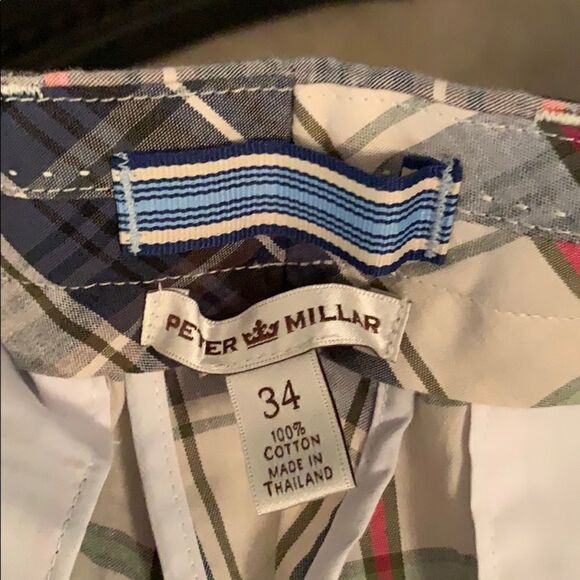 PETER MILLAR
34
100%
COTTON
MADE IN
THAILAND